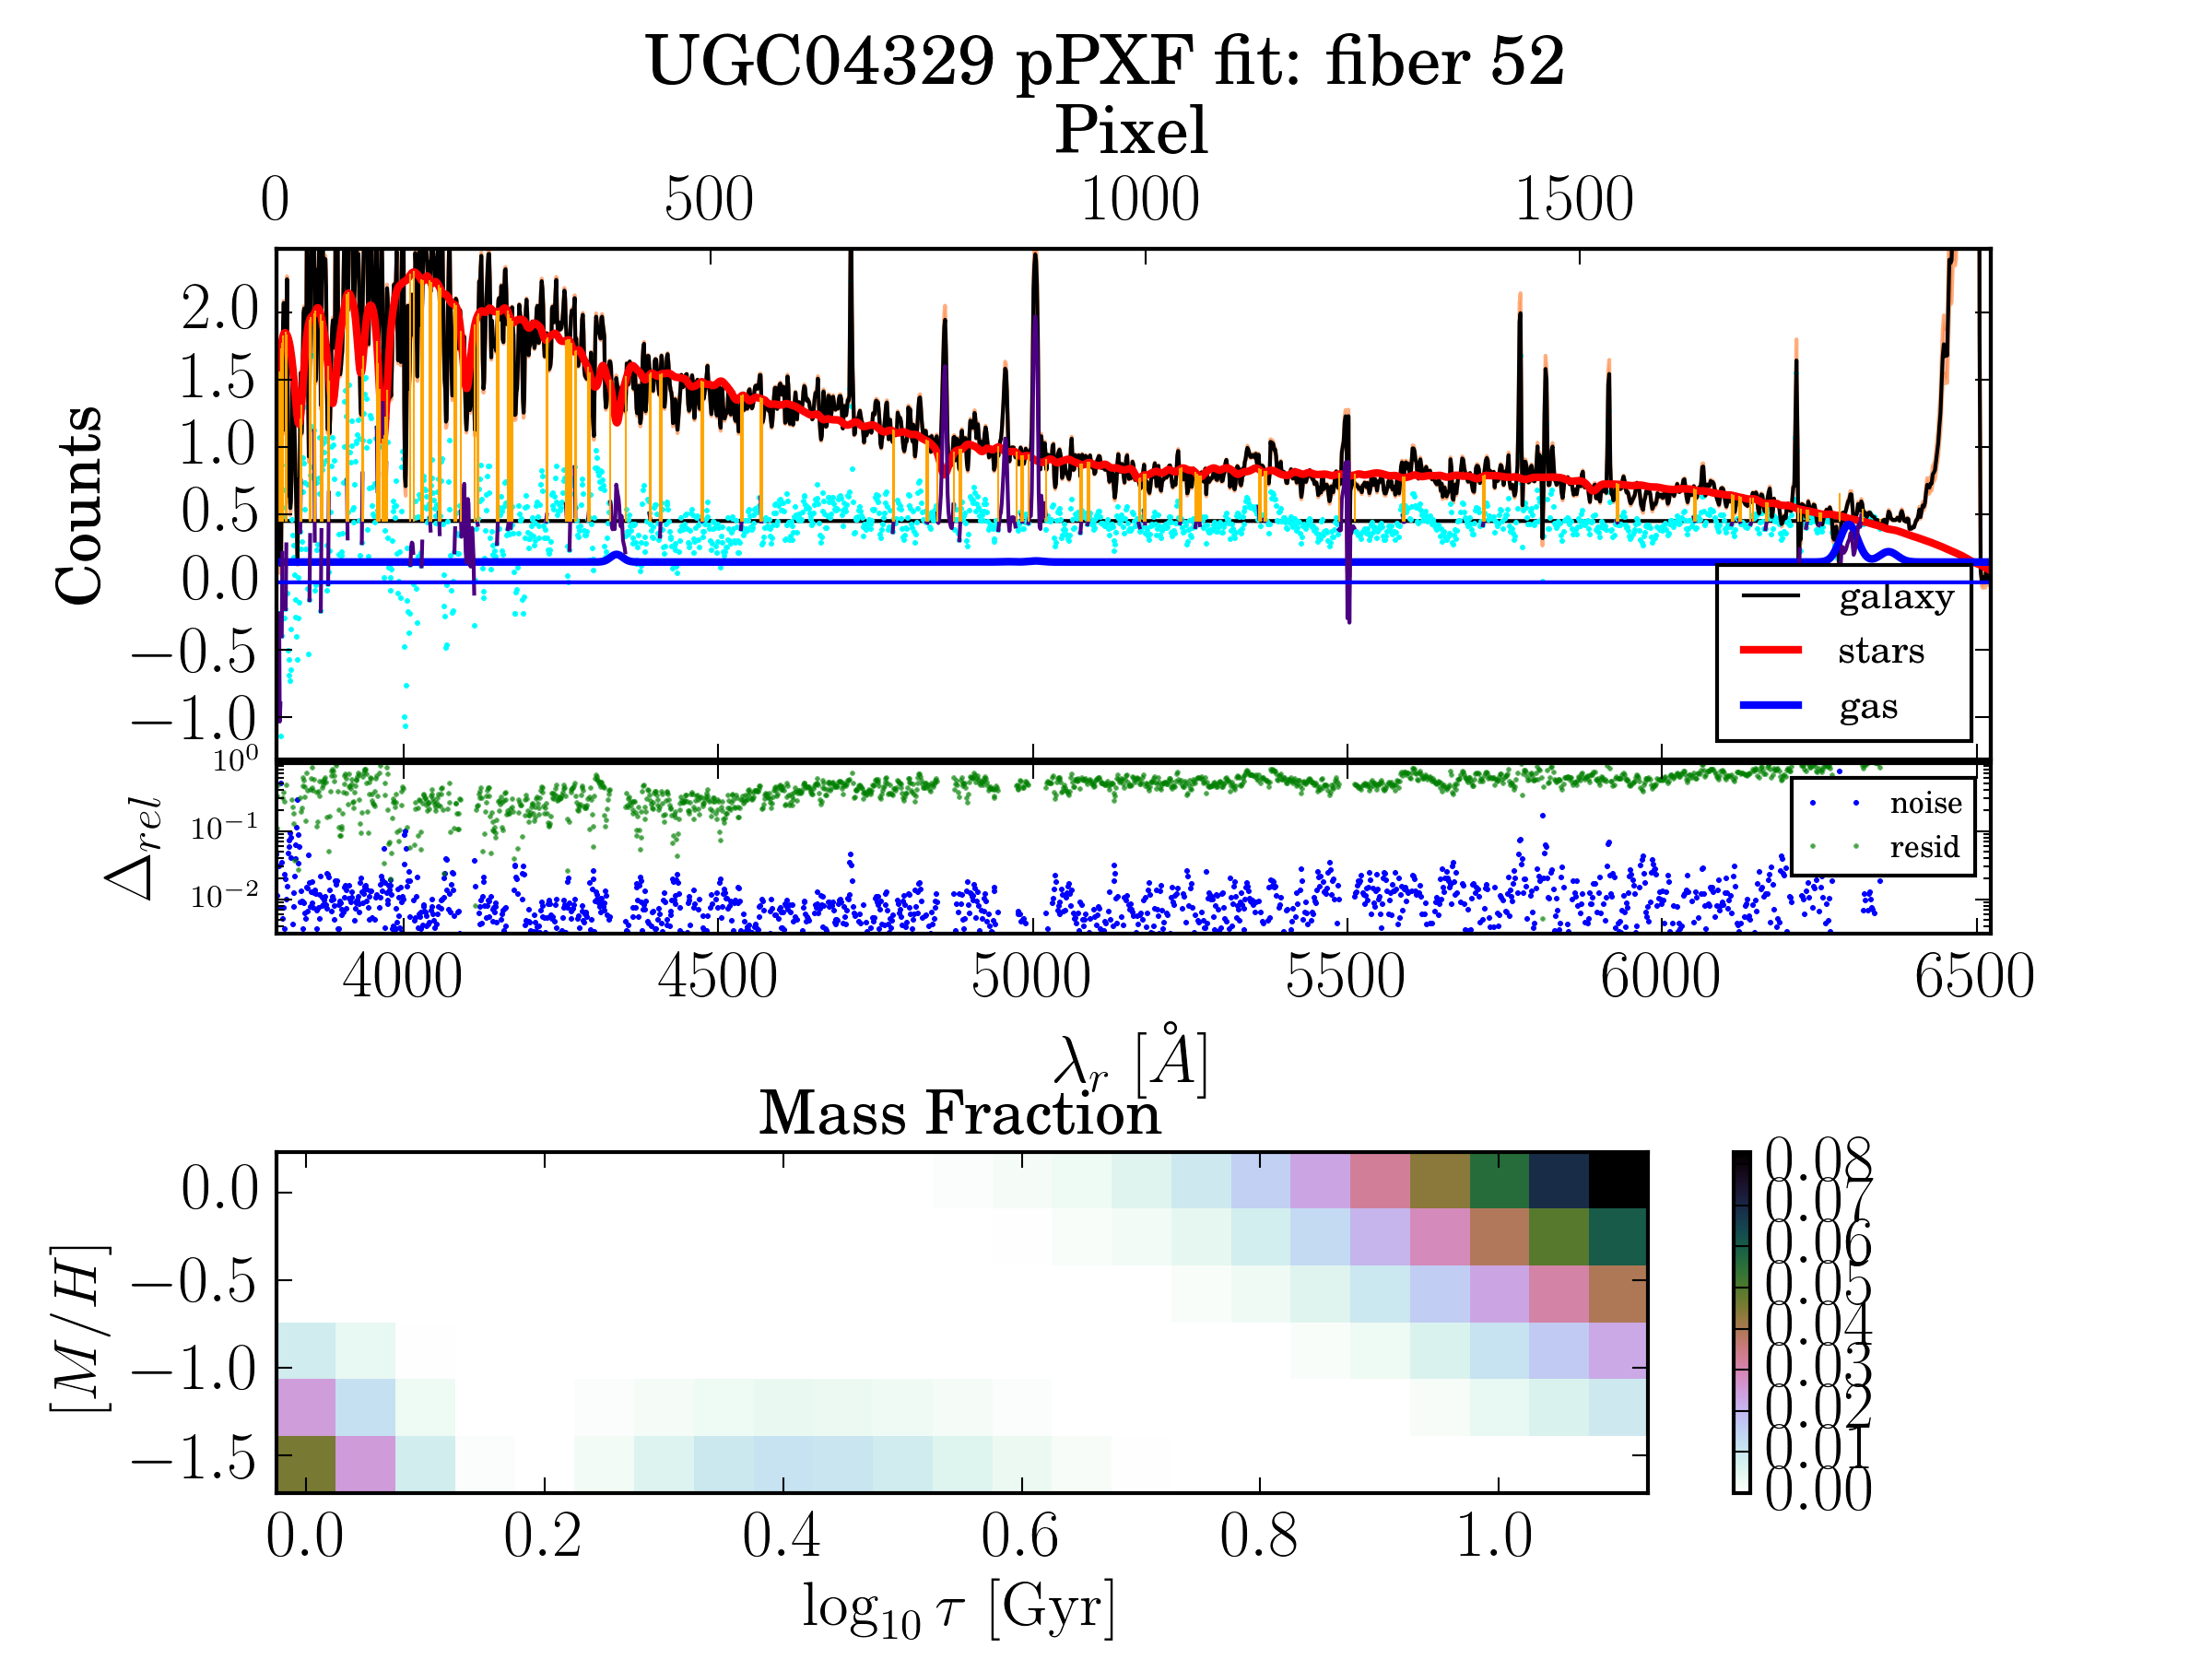 UGC04329 pPXF fit: fiber 52
Pixel
0 500 1000 1500
Counts
2.0
1.5
1.0
0.5
0.0
−0.5
−1.0
galaxy
stars
gas
Δrel
10^0
10^−1
10^−2
noise
resid
4000 4500 5000 5500 6000 6500
λr [Å]
Mass Fraction
[M/H]
0.0
−0.5
−1.0
−1.5
0.0 0.2 0.4 0.6 0.8 1.0
log10 τ [Gyr]
0.08
0.07
0.06
0.05
0.04
0.03
0.02
0.01
0.00